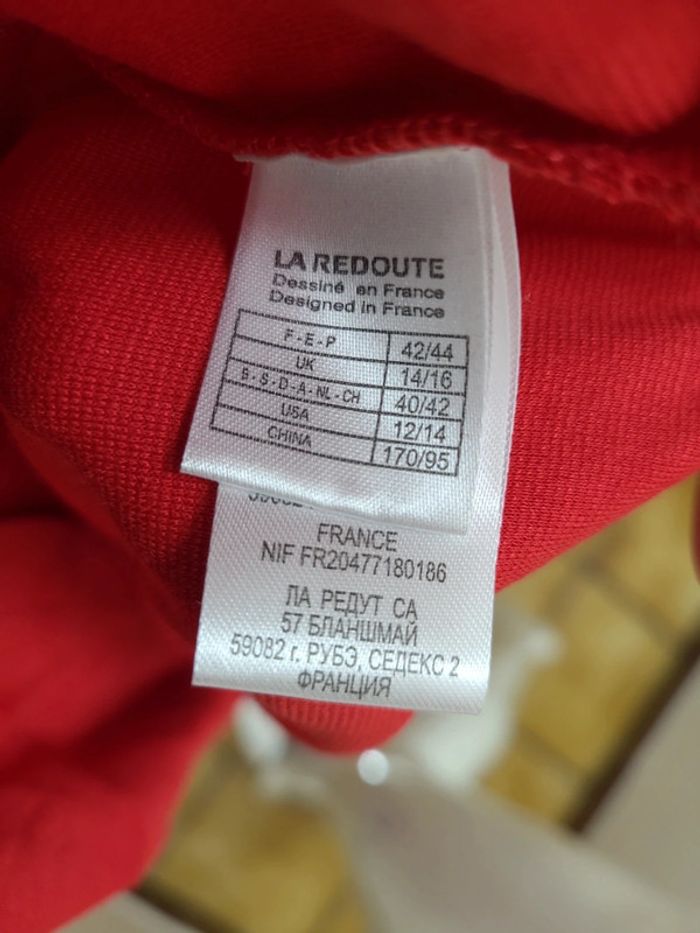 LA REDOUTE
Dessiné en France
Designed in France
F - E - P 42/44
UK 14/16
B - S - D - A - NL - CH 40/42
USA 12/14
CHINA 170/95
FRANCE
NIF FR20477180186
ЛА РЕДУТ СА
57 БЛАНШМАЙ
59082 г. РУБЭ, СЕДЕКС 2
ФРАНЦИЯ